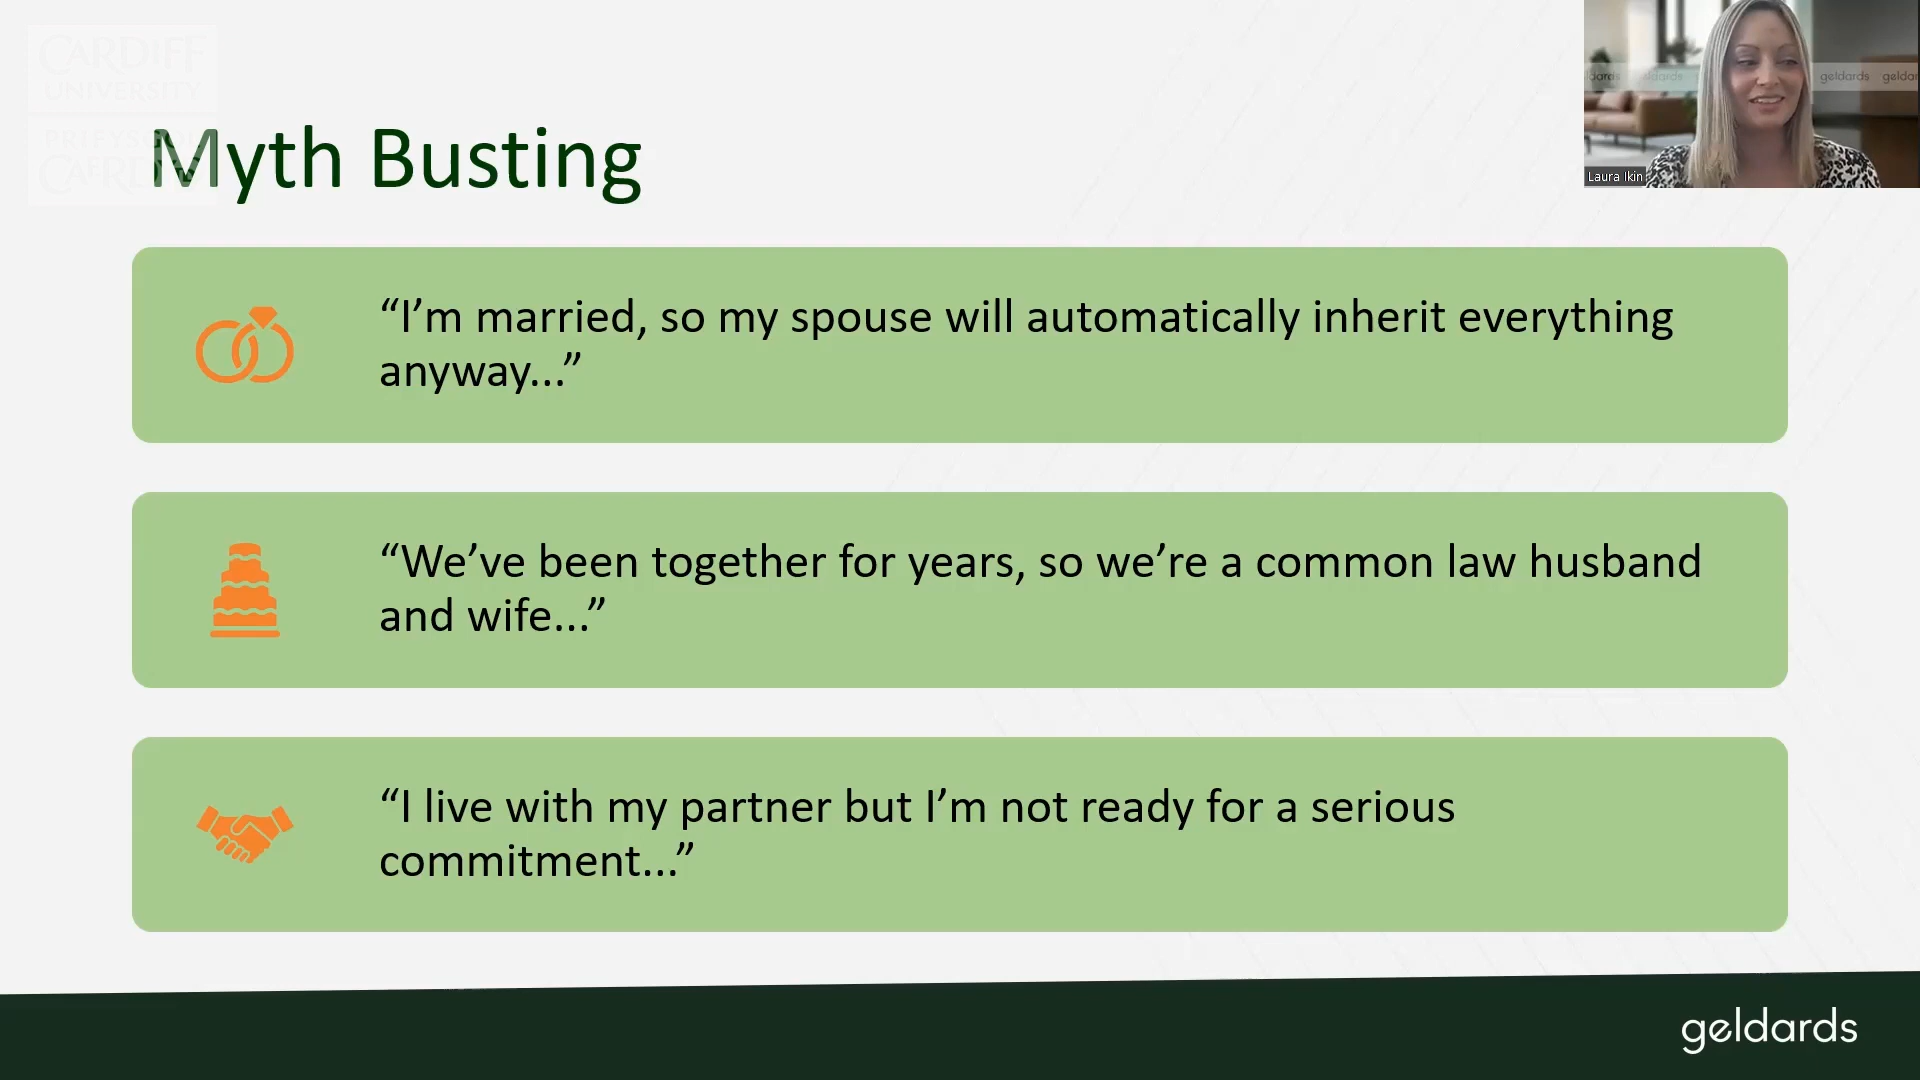 CARDIFF
UNIVERSITY
PRIFYSGOL
CAERDYDD
Myth Busting
geldards
geldards
Laura Ikin
“I’m married, so my spouse will automatically inherit everything
anyway...”
“We’ve been together for years, so we’re a common law husband
and wife...”
“I live with my partner but I’m not ready for a serious
commitment...”
geldards